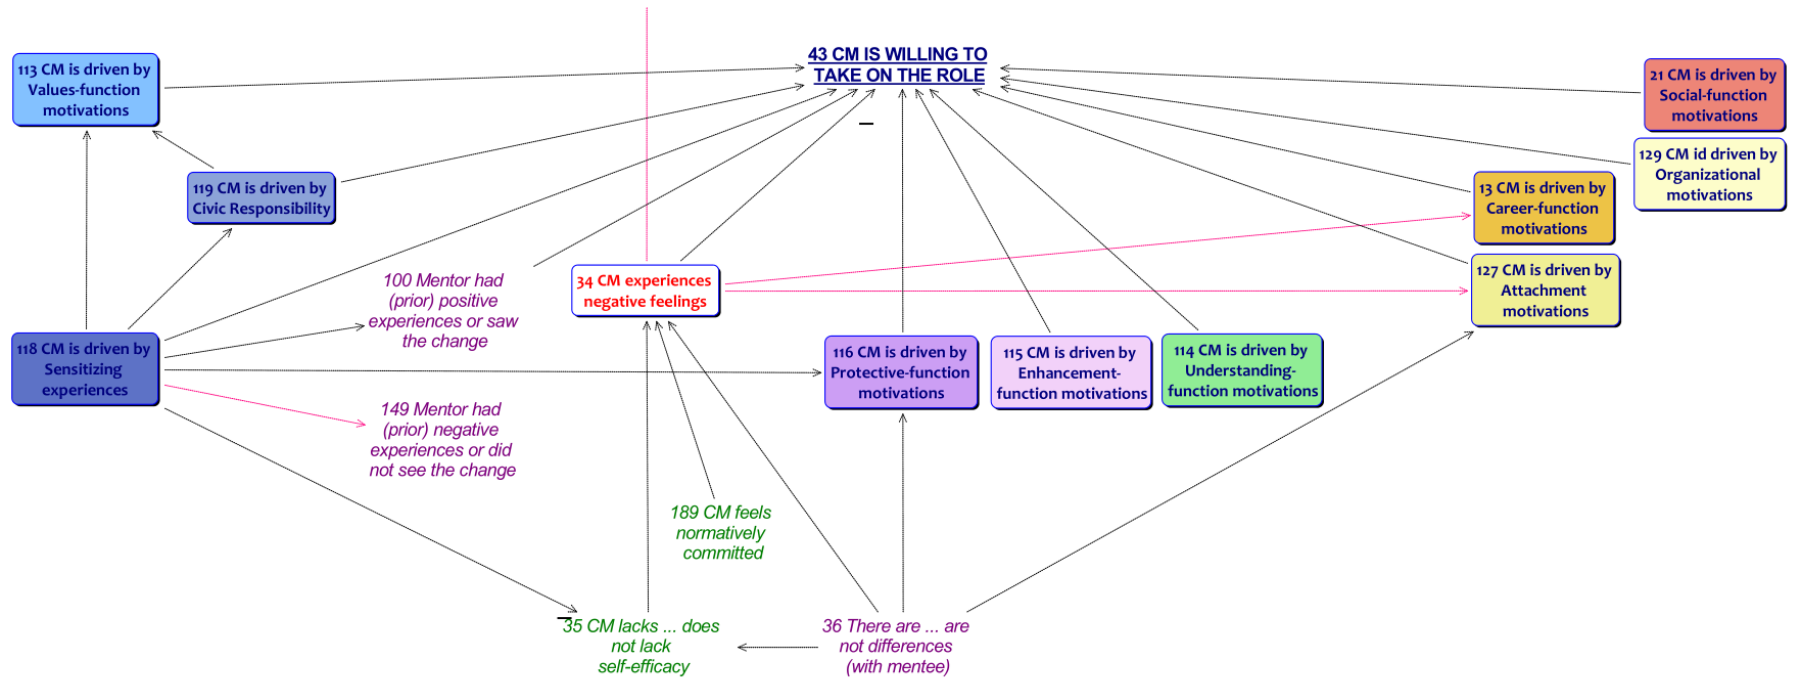 43 CM IS WILLING TO
TAKE ON THE ROLE
113 CM is driven by
Values-function
motivations
21 CM is driven by
Social-function
motivations
129 CM id driven by
Organizational
motivations
119 CM is driven by
Civic Responsibility
13 CM is driven by
Career-function
motivations
100 Mentor had
(prior) positive
experiences or saw
the change
34 CM experiences
negative feelings
127 CM is driven by
Attachment
motivations
118 CM is driven by
Sensitizing
experiences
116 CM is driven by
Protective-function
motivations
115 CM is driven by
Enhancement-
function motivations
114 CM is driven by
Understanding-
function motivations
149 Mentor had
(prior) negative
experiences or did
not see the change
189 CM feels
normatively
committed
35 CM lacks ... does
not lack
self-efficacy
36 There are ... are
not differences
(with mentee)